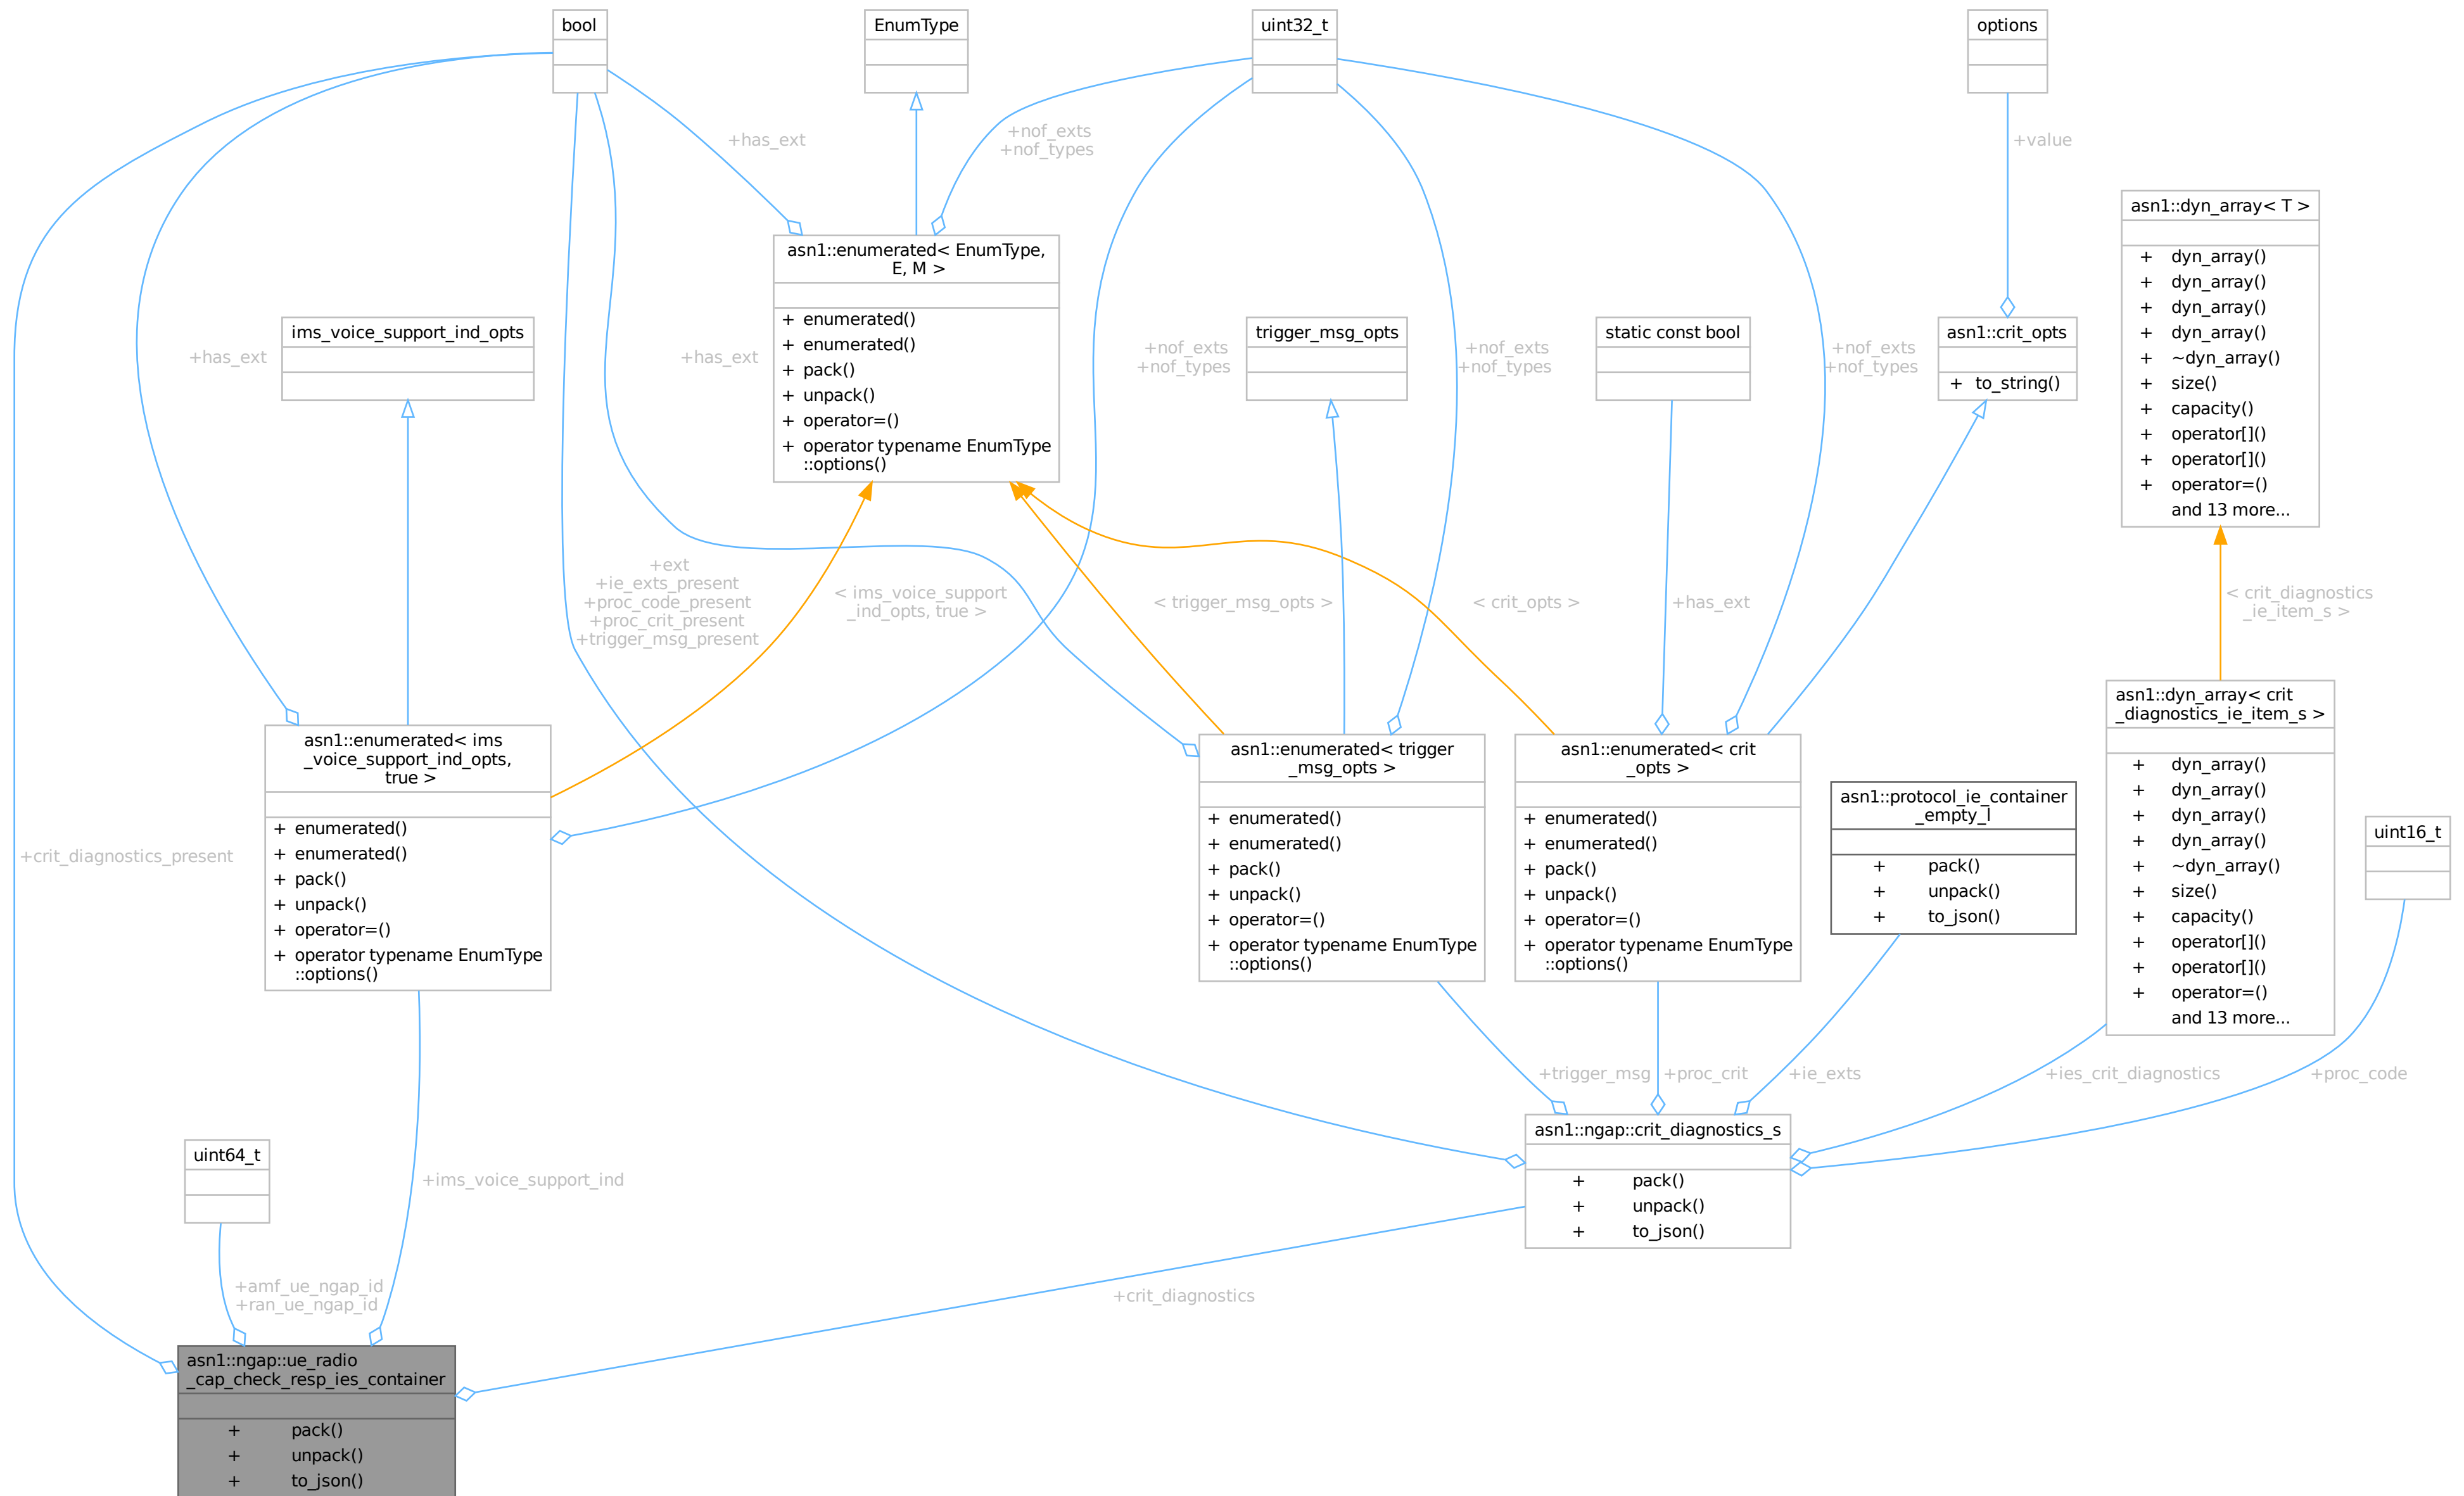 bool
EnumType
uint32_t
options
+has_ext
+nof_exts
+nof_types
+value
asn1::dyn_array< T >
+ dyn_array()
+ dyn_array()
+ dyn_array()
+ dyn_array()
+ ~dyn_array()
+ size()
+ capacity()
+ operator[]()
+ operator[]()
+ operator=()
and 13 more...
asn1::enumerated< EnumType,
E, M >
+ enumerated()
+ enumerated()
+ pack()
+ unpack()
+ operator=()
+ operator typename EnumType
::options()
ims_voice_support_ind_opts
trigger_msg_opts
static const bool
asn1::crit_opts
+ to_string()
+has_ext
+has_ext
+nof_exts
+nof_types
+nof_exts
+nof_types
+nof_exts
+nof_types
+ext
+ie_exts_present
+proc_code_present
+proc_crit_present
+trigger_msg_present
< ims_voice_support
_ind_opts, true >
< trigger_msg_opts >
< crit_opts >
+has_ext
< crit_diagnostics
_ie_item_s >
asn1::enumerated< ims
_voice_support_ind_opts,
true >
+ enumerated()
+ enumerated()
+ pack()
+ unpack()
+ operator=()
+ operator typename EnumType
::options()
asn1::enumerated< trigger
_msg_opts >
+ enumerated()
+ enumerated()
+ pack()
+ unpack()
+ operator=()
+ operator typename EnumType
::options()
asn1::enumerated< crit
_opts >
+ enumerated()
+ enumerated()
+ pack()
+ unpack()
+ operator=()
+ operator typename EnumType
::options()
asn1::protocol_ie_container
_empty_l
+ pack()
+ unpack()
+ to_json()
asn1::dyn_array< crit
_diagnostics_ie_item_s >
+ dyn_array()
+ dyn_array()
+ dyn_array()
+ dyn_array()
+ ~dyn_array()
+ size()
+ capacity()
+ operator[]()
+ operator[]()
+ operator=()
and 13 more...
uint16_t
+crit_diagnostics_present
+trigger_msg
+proc_crit
+ie_exts
+ies_crit_diagnostics
+proc_code
uint64_t
+ims_voice_support_ind
asn1::ngap::crit_diagnostics_s
+ pack()
+ unpack()
+ to_json()
+amf_ue_ngap_id
+ran_ue_ngap_id
+crit_diagnostics
asn1::ngap::ue_radio
_cap_check_resp_ies_container
+ pack()
+ unpack()
+ to_json()